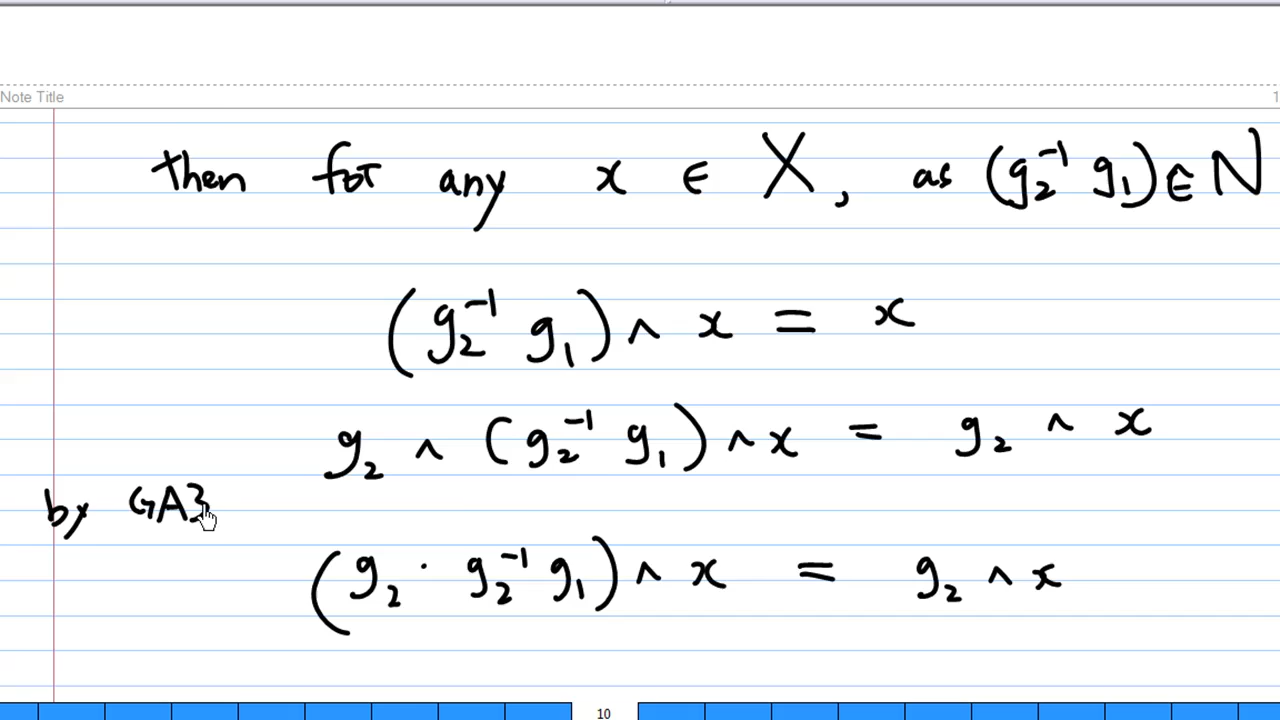 Note Title
1
then for any x ∈ X, as (g₂⁻¹ g₁) ∈ N
(g₂⁻¹ g₁) ^ x = x
g₂ ^ (g₂⁻¹ g₁) ^ x = g₂ ^ x
by GA3
(g₂ · g₂⁻¹ g₁) ^ x = g₂ ^ x
10